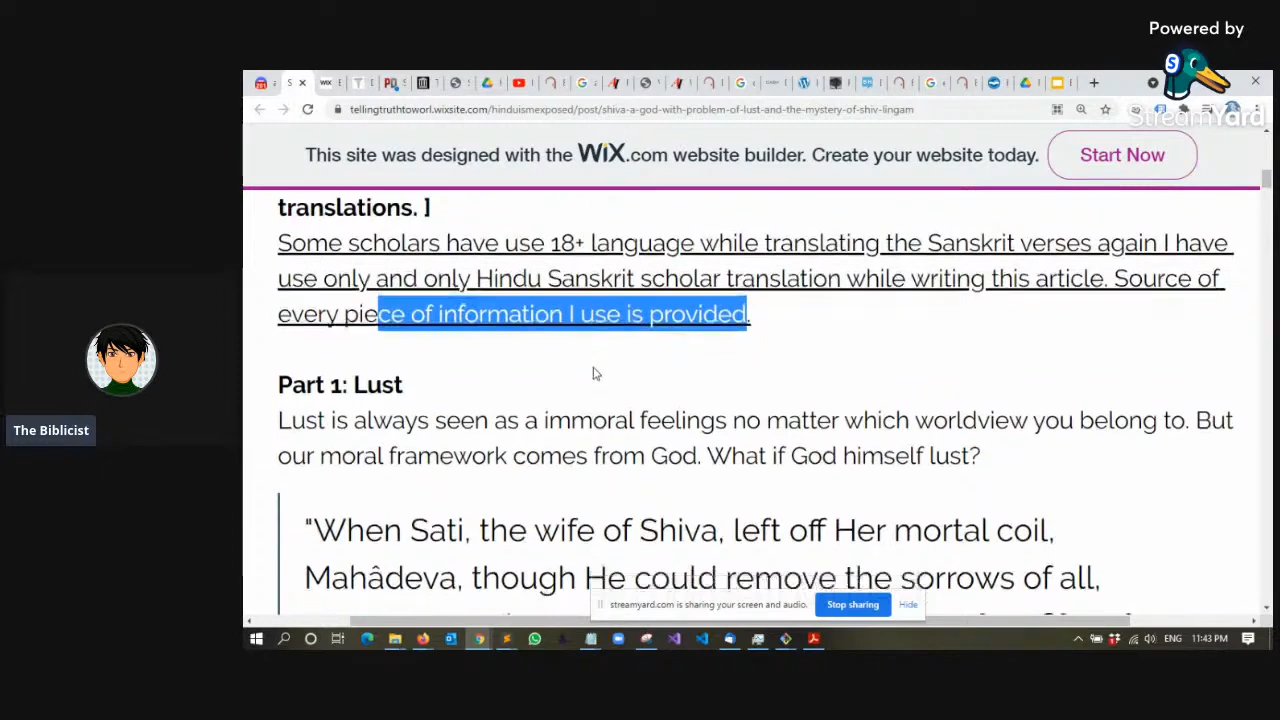 Powered by
StreamYard
tellingtruthtoworl.wixsite.com/hinduismexposed/post/shiva-a-god-with-problem-of-lust-and-the-mystery-of-shiv-lingam
This site was designed with the WiX.com website builder. Create your website today.
Start Now
translations. ]
Some scholars have use 18+ language while translating the Sanskrit verses again I have
use only and only Hindu Sanskrit scholar translation while writing this article. Source of
every piece of information I use is provided.
Part 1: Lust
Lust is always seen as a immoral feelings no matter which worldview you belong to. But
our moral framework comes from God. What if God himself lust?
The Biblicist
"When Sati, the wife of Shiva, left off Her mortal coil,
Mahâdeva, though He could remove the sorrows of all,
streamyard.com is sharing your screen and audio.
Stop sharing
Hide
ENG
11:43 PM